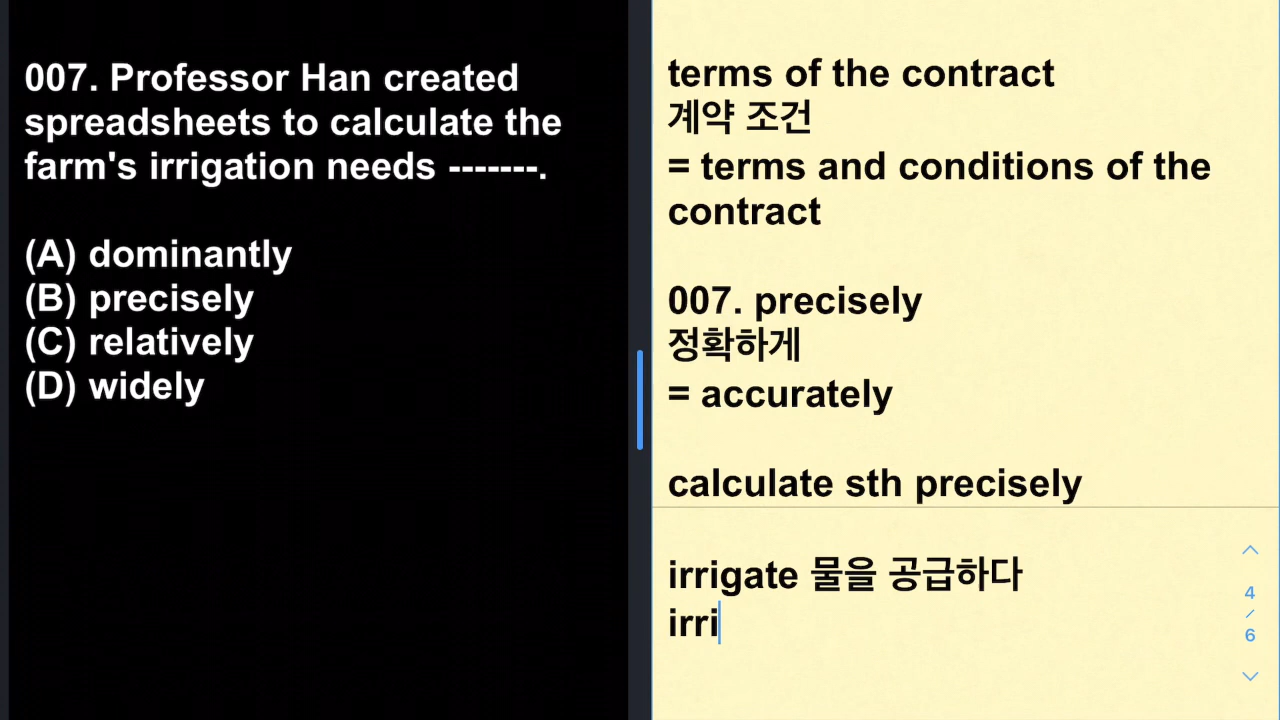 007. Professor Han created
spreadsheets to calculate the
farm's irrigation needs -------.
(A) dominantly
(B) precisely
(C) relatively
(D) widely
terms of the contract
계약 조건
= terms and conditions of the
contract
007. precisely
정확하게
= accurately
calculate sth precisely
irrigate 물을 공급하다
irri
4
/
6